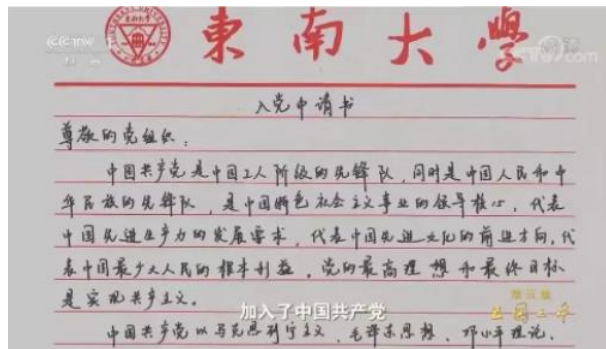 CCTV 1
東南大學
入党申请书
尊敬的党组织：
中国共产党是中国工人阶级的先锋队，同时是中国人民和中
华民族的先锋队，是中国特色社会主义事业的领导核心，代表
中国先进生产力的发展要求，代表中国先进文化的前进方向，代
表中国最广大人民的根本利益。党的最高理想和最终目标
是实现共产主义。
加入了中国共产党
中国共产党以马克思列宁主义、毛泽东思想、邓小平理论、